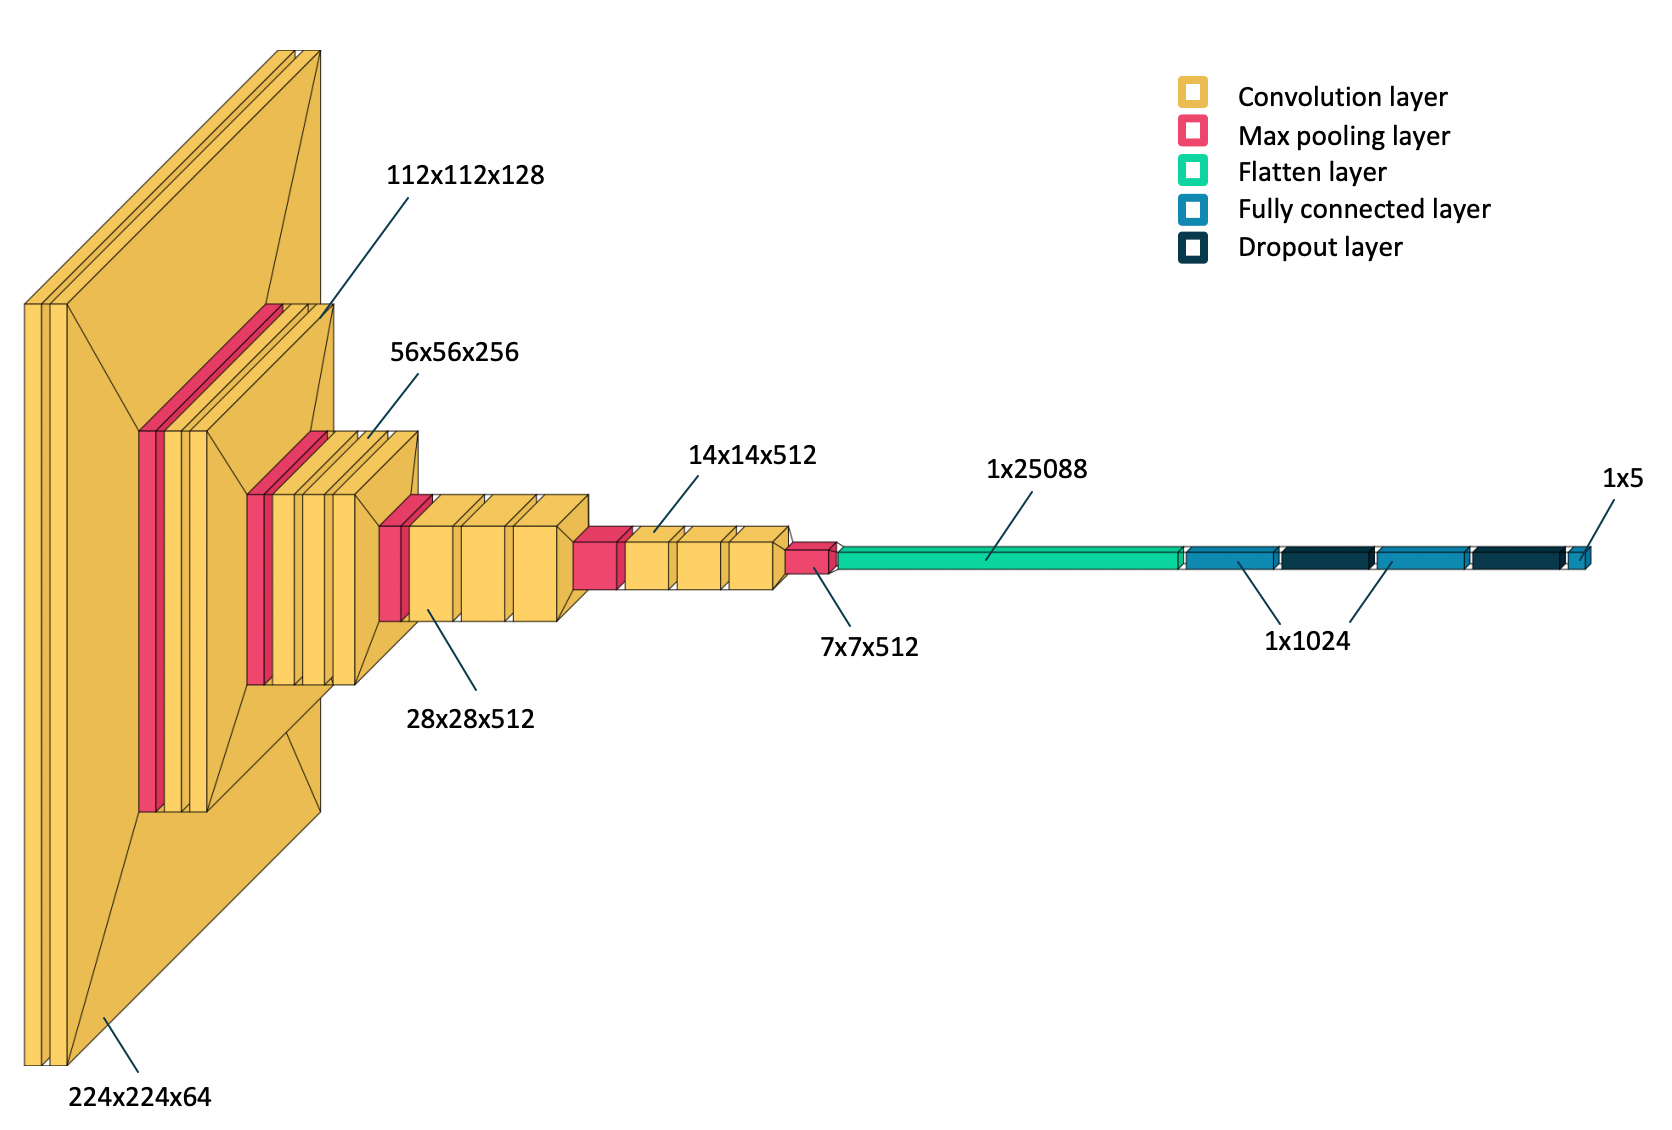 Convolution layer
Max pooling layer
Flatten layer
Fully connected layer
Dropout layer
112x112x128
56x56x256
14x14x512
1x25088
1x5
7x7x512
1x1024
28x28x512
224x224x64